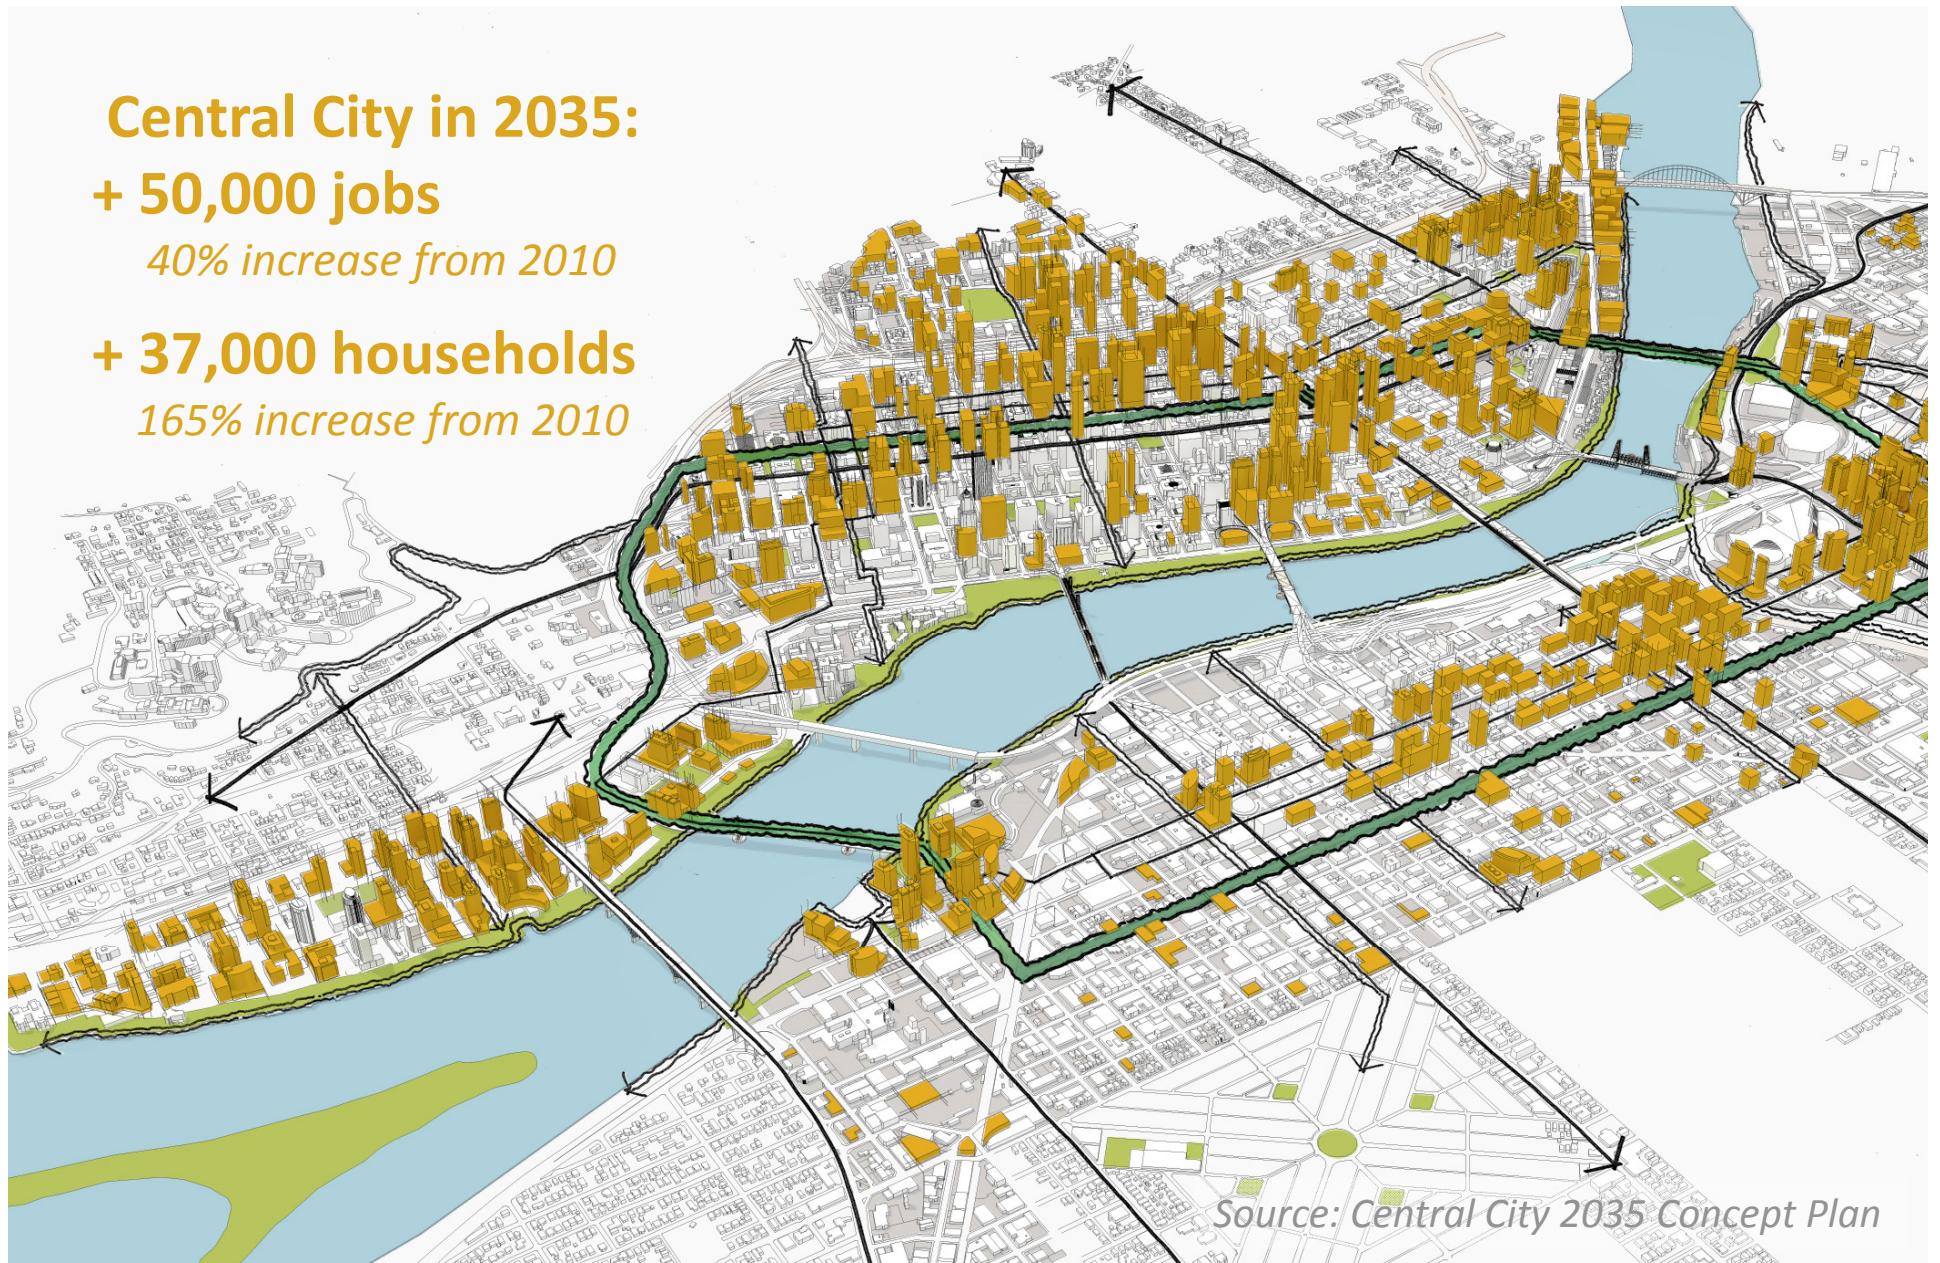 Central City in 2035:
+ 50,000 jobs
40% increase from 2010
+ 37,000 households
165% increase from 2010
Source: Central City 2035 Concept Plan